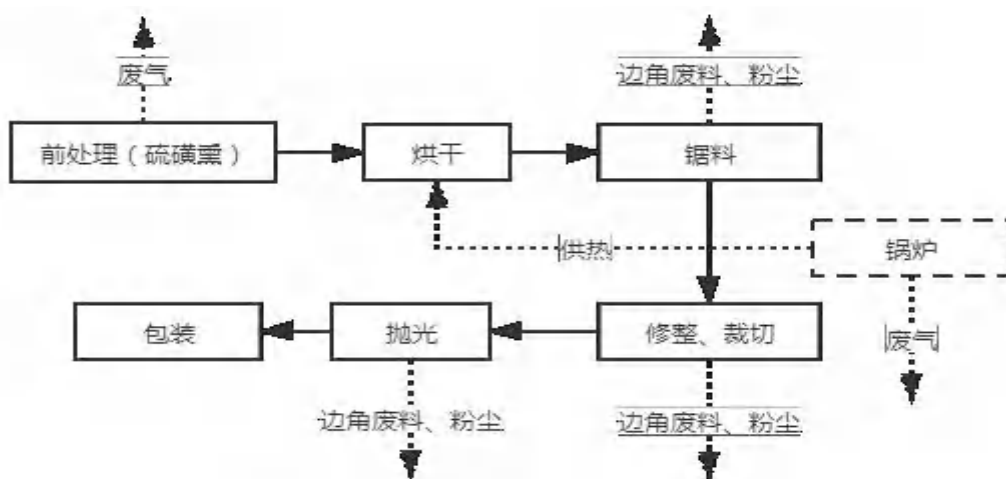 废气
边角废料、粉尘
前处理（硫磺熏）
烘干
锯料
供热
锅炉
包装
抛光
修整、裁切
废气
边角废料、粉尘
边角废料、粉尘